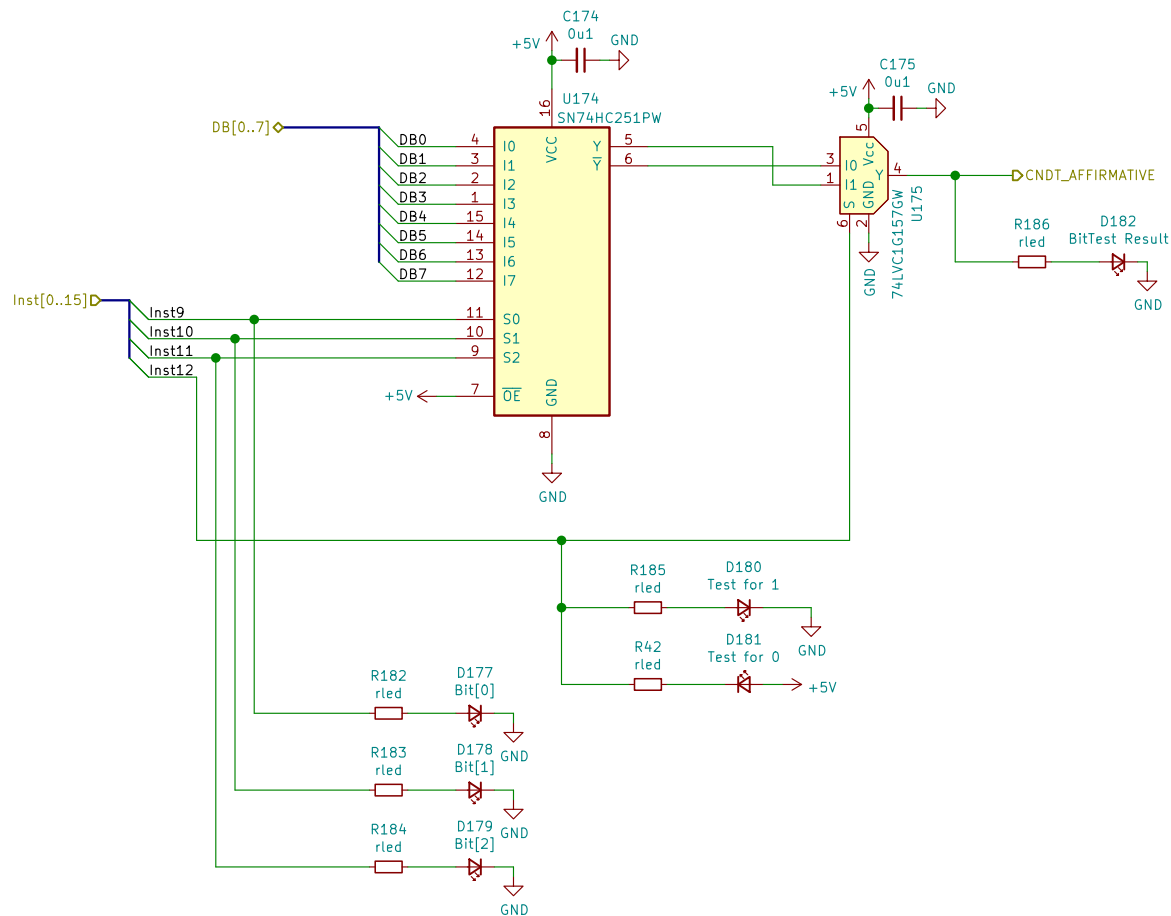 C174
0u1
+5V
GND
U174
SN74HC251PW
16
VCC
DB[0..7]
DB0
4
I0
DB1
3
I1
DB2
2
I2
DB3
1
I3
DB4
15
I4
DB5
14
I5
DB6
13
I6
DB7
12
I7
Y
5
Y
6
C175
0u1
+5V
GND
5
Vcc
3
I0
1
I1
S
6
GND
2
Y
4
GND
74LVC1G157GW
U175
CNDT_AFFIRMATIVE
R186
rled
D182
BitTest Result
GND
Inst[0..15]
Inst9
11
S0
Inst10
10
S1
Inst11
9
S2
Inst12
+5V
7
OE
GND
8
GND
R185
rled
D180
Test for 1
GND
R42
rled
D181
Test for 0
+5V
R182
rled
D177
Bit[0]
GND
R183
rled
D178
Bit[1]
GND
R184
rled
D179
Bit[2]
GND